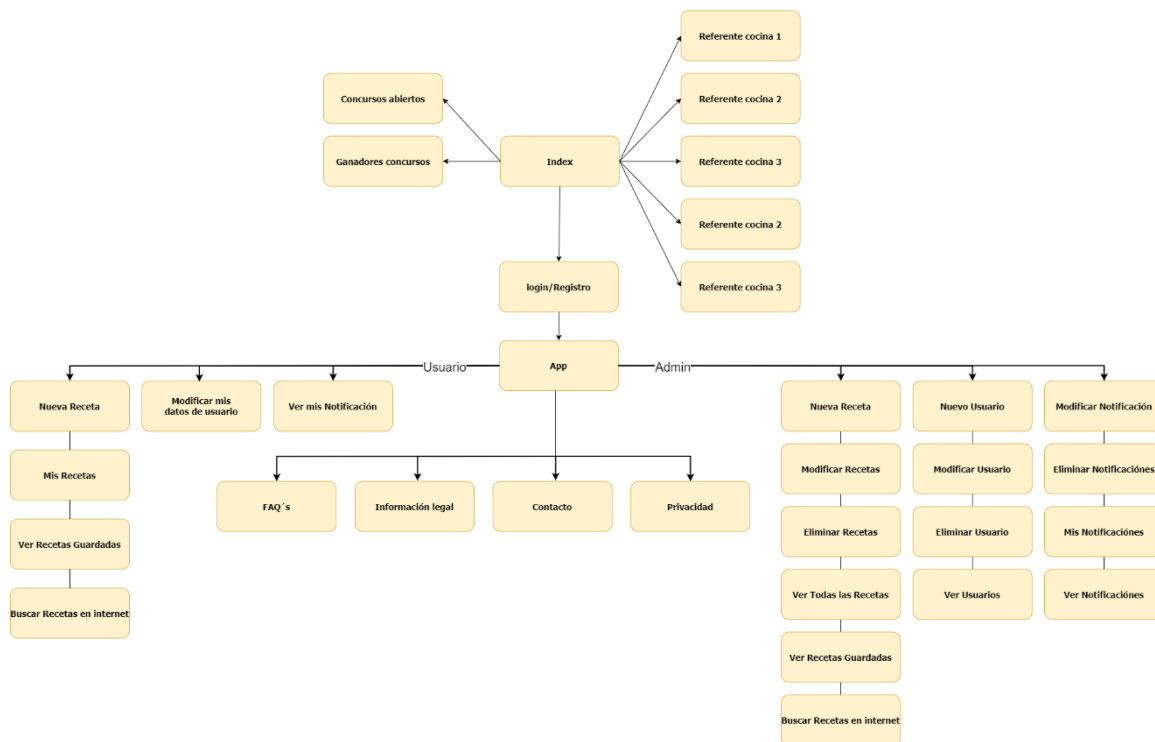 Referente cocina 1
Concursos abiertos
Referente cocina 2
Ganadores concursos
Index
Referente cocina 3
Referente cocina 2
login/Registro
Referente cocina 3
Usuario
App
Admin
Nueva Receta
Modificar mis
datos de usuario
Ver mis Notificación
Nueva Receta
Nuevo Usuario
Modificar Notificación
Mis Recetas
Modificar Recetas
Modificar Usuario
Eliminar Notificaciónes
FAQ´s
Información legal
Contacto
Privacidad
Ver Recetas Guardadas
Eliminar Recetas
Eliminar Usuario
Mis Notificaciónes
Buscar Recetas en internet
Ver Todas las Recetas
Ver Usuarios
Ver Notificaciónes
Ver Recetas Guardadas
Buscar Recetas en internet